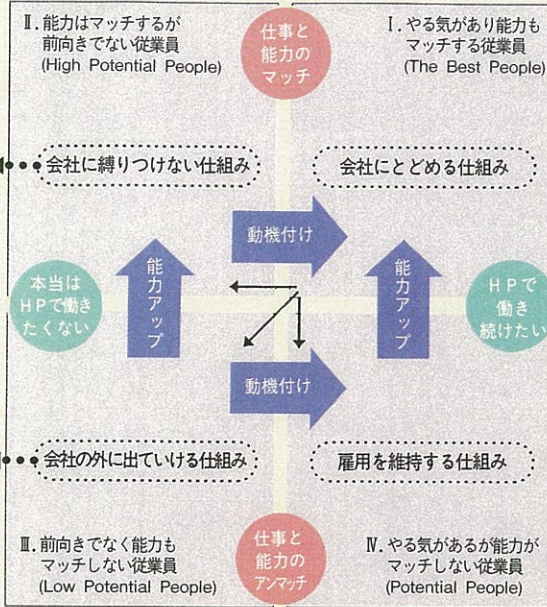 Ⅱ. 能力はマッチするが
前向きでない従業員
(High Potential People)
仕事と
能力の
マッチ
Ⅰ. やる気があり能力も
マッチする従業員
(The Best People)
会社に縛りつけない仕組み
会社にとどめる仕組み
動機付け
能力アップ
能力アップ
本当は
HPで働き
たくない
HPで
働き
続けたい
動機付け
会社の外に出ていける仕組み
雇用を維持する仕組み
Ⅲ. 前向きでなく能力も
マッチしない従業員
(Low Potential People)
仕事と
能力の
アンマッチ
Ⅳ. やる気があるが能力が
マッチしない従業員
(Potential People)